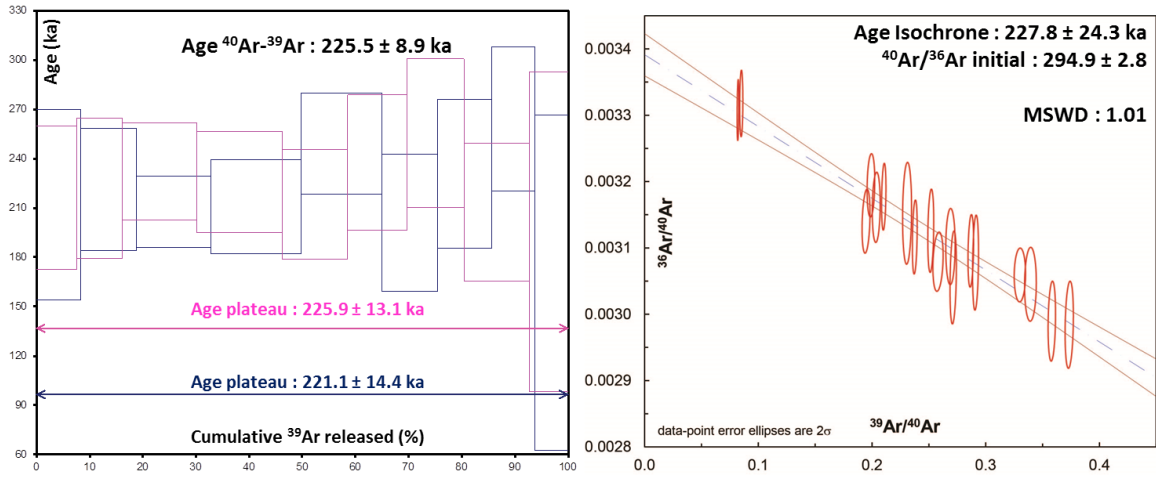 330
300
270
240
210
180
150
120
90
60
Age (ka)
Age ⁴⁰Ar-³⁹Ar : 225.5 ± 8.9 ka
Age plateau : 225.9 ± 13.1 ka
Age plateau : 221.1 ± 14.4 ka
Cumulative ³⁹Ar released (%)
0 10 20 30 40 50 60 70 80 90 100
0.0034
0.0033
0.0032
0.0031
0.0030
0.0029
0.0028
³⁶Ar/⁴⁰Ar
Age Isochrone : 227.8 ± 24.3 ka
⁴⁰Ar/³⁶Ar initial : 294.9 ± 2.8
MSWD : 1.01
data-point error ellipses are 2σ
³⁹Ar/⁴⁰Ar
0.0 0.1 0.2 0.3 0.4